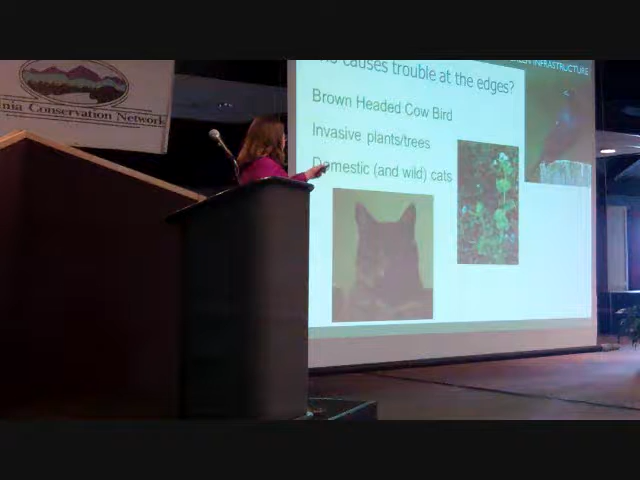 INFRASTRUCTURE
causes trouble at the edges?
Brown Headed Cow Bird
Invasive plants/trees
Domestic (and wild) cats
nia Conservation Network